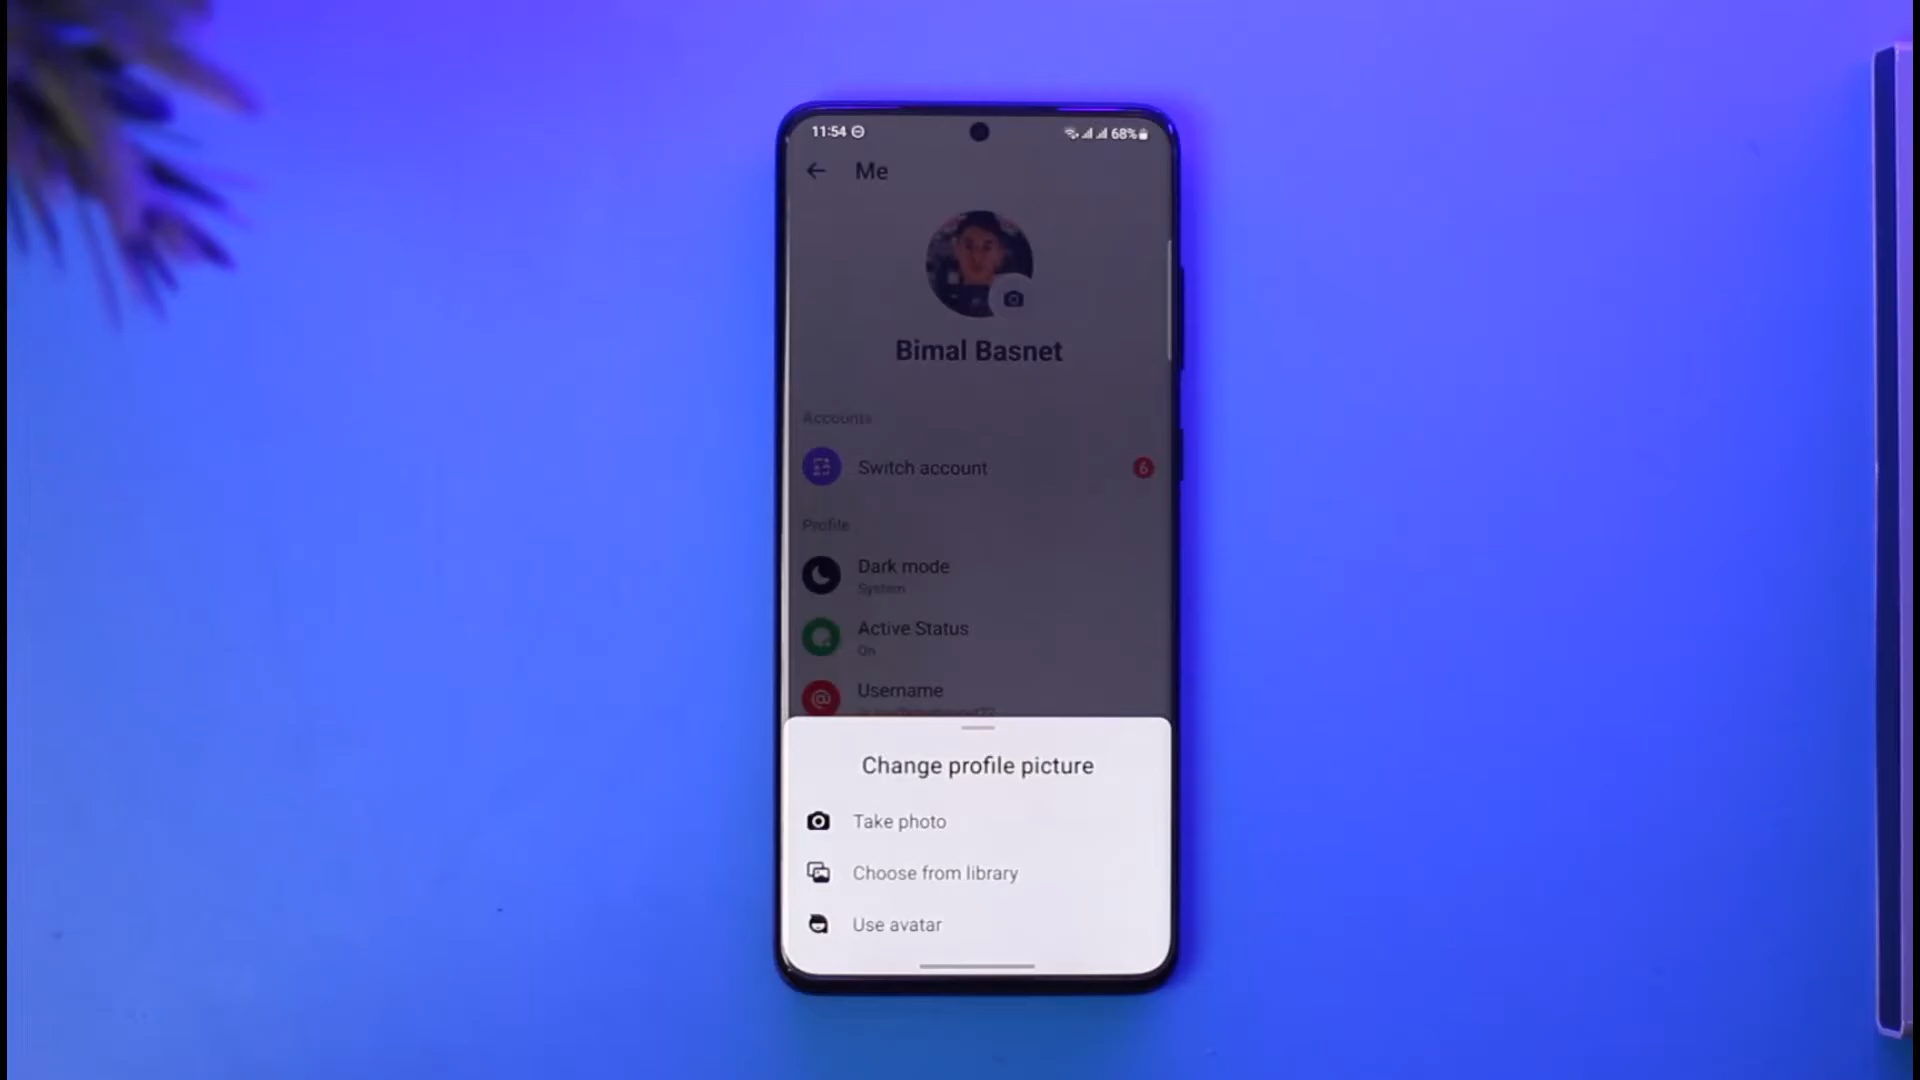 11:54
68%
Me
Bimal Basnet
Accounts
Switch account
6
Profile
Dark mode
System
Active Status
On
Username
Change profile picture
Take photo
Choose from library
Use avatar